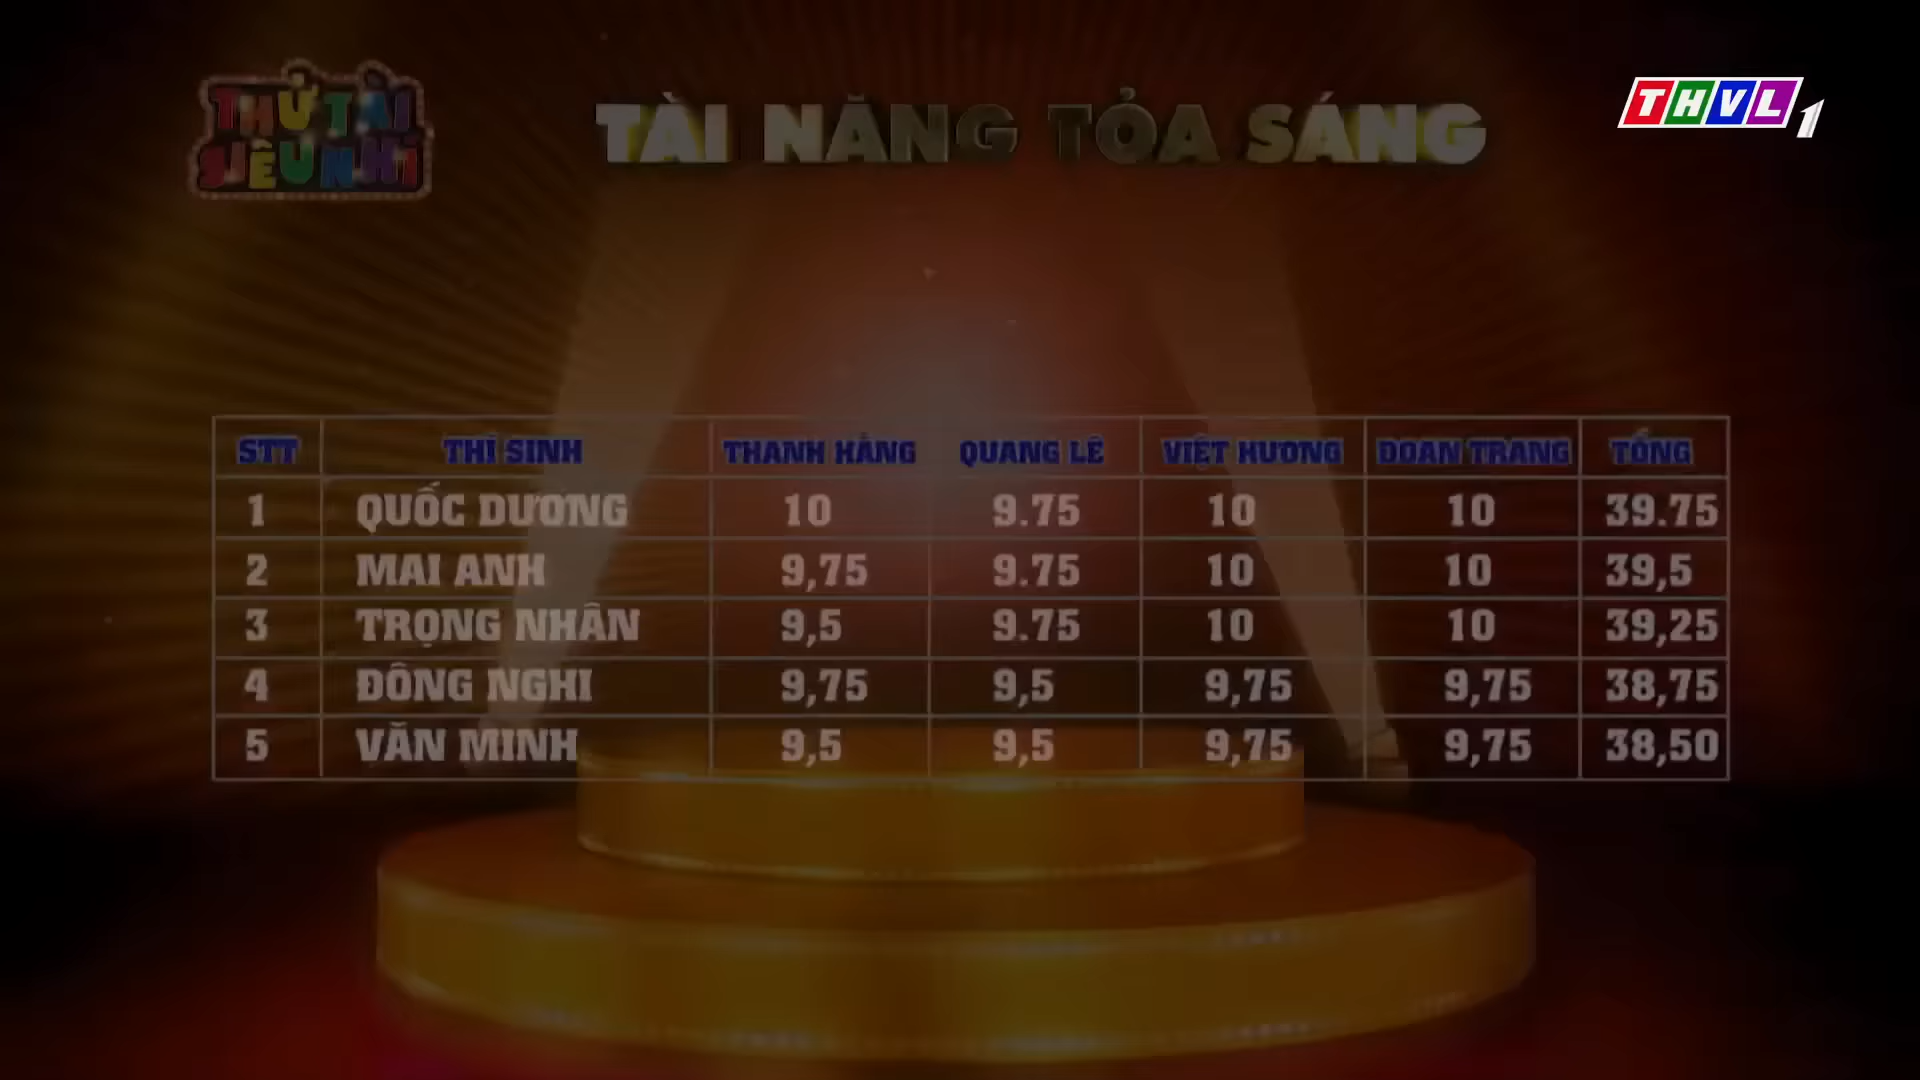 THỬ TÀI
SIÊU NHÍ
TÀI NĂNG TỎA SÁNG
THVL1
STT THÍ SINH THANH HẰNG QUANG LÊ VIỆT HƯƠNG ĐOAN TRANG TỔNG
1 QUỐC DƯƠNG 10 9.75 10 10 39.75
2 MAI ANH 9,75 9.75 10 10 39,5
3 TRỌNG NHÂN 9,5 9.75 10 10 39,25
4 ĐÔNG NGHI 9,75 9,5 9,75 9,75 38,75
5 VĂN MINH 9,5 9,5 9,75 9,75 38,50